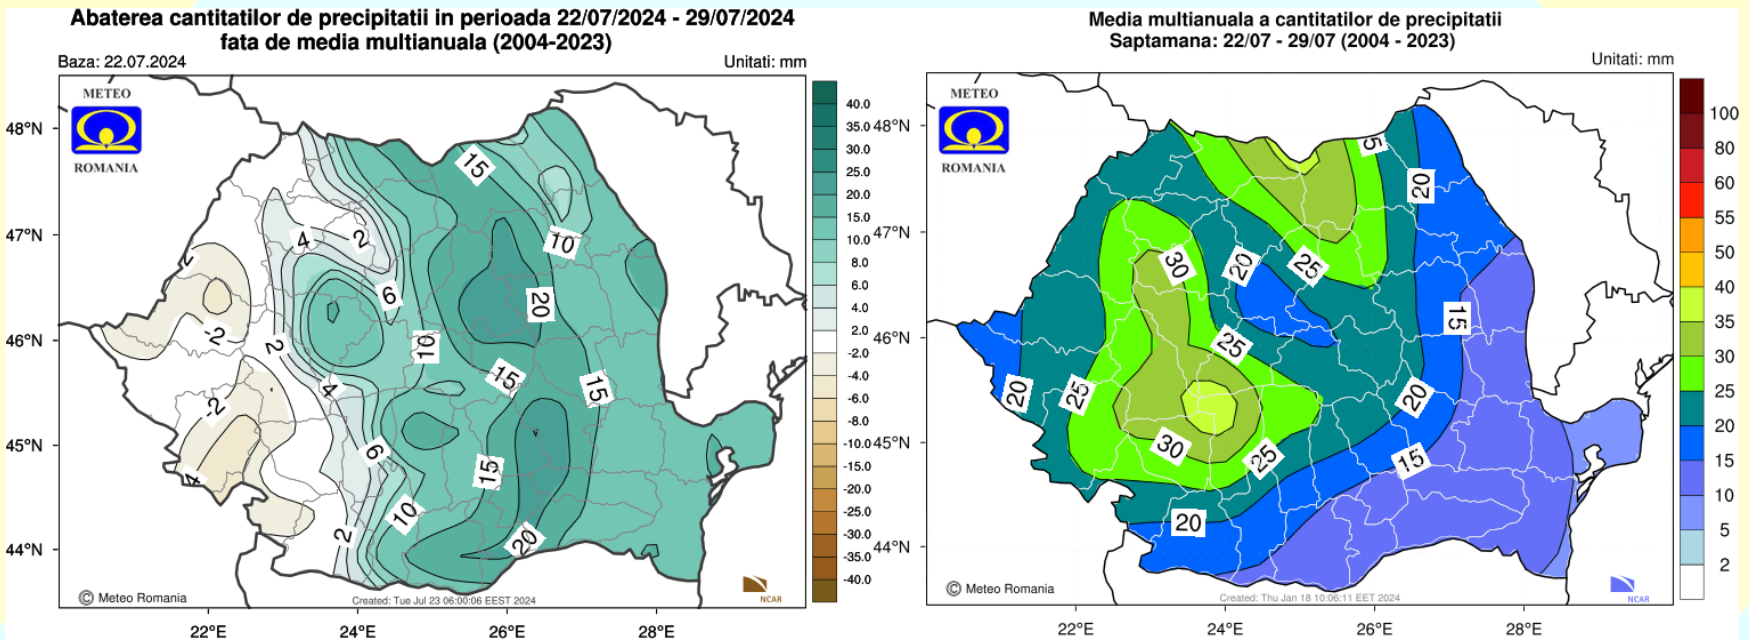 Abaterea cantitatilor de precipitatii in perioada 22/07/2024 - 29/07/2024
fata de media multianuala (2004-2023)
Baza: 22.07.2024
Unitati: mm
METEO
ROMANIA
48°N
47°N
46°N
45°N
44°N
22°E
24°E
26°E
28°E
15
4
2
10
2
6
20
-2
2
10
15
4
15
-2
6
15
4
10
2
20
© Meteo Romania
Created: Tue Jul 23 06:00:06 EEST 2024
NCAR
40.0
35.0
30.0
25.0
20.0
15.0
10.0
8.0
6.0
4.0
2.0
-2.0
-4.0
-6.0
-8.0
-10.0
-15.0
-20.0
-25.0
-30.0
-35.0
-40.0
Media multianuala a cantitatilor de precipitatii
Saptamana: 22/07 - 29/07 (2004 - 2023)
Unitati: mm
METEO
ROMANIA
48°N
47°N
46°N
45°N
44°N
22°E
24°E
26°E
28°E
5
20
30
20
25
15
25
20
25
20
30
25
15
20
© Meteo Romania
Created: Thu Jan 18 10:06:11 EET 2024
NCAR
100
80
60
55
50
40
35
30
25
20
15
10
5
2